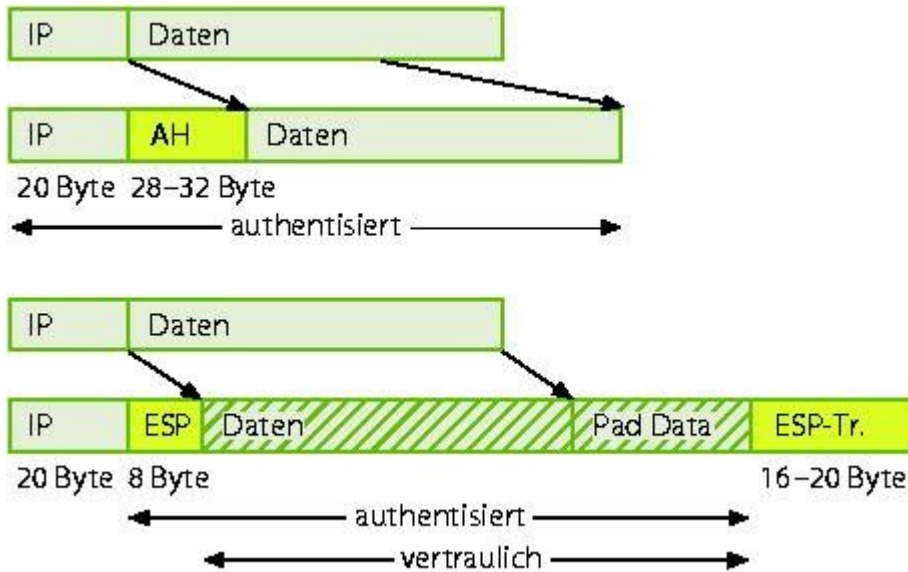 IP Daten
IP AH Daten
20 Byte 28–32 Byte
authentisiert
IP Daten
IP ESP Daten Pad Data ESP-Tr.
20 Byte 8 Byte 16–20 Byte
authentisiert
vertraulich